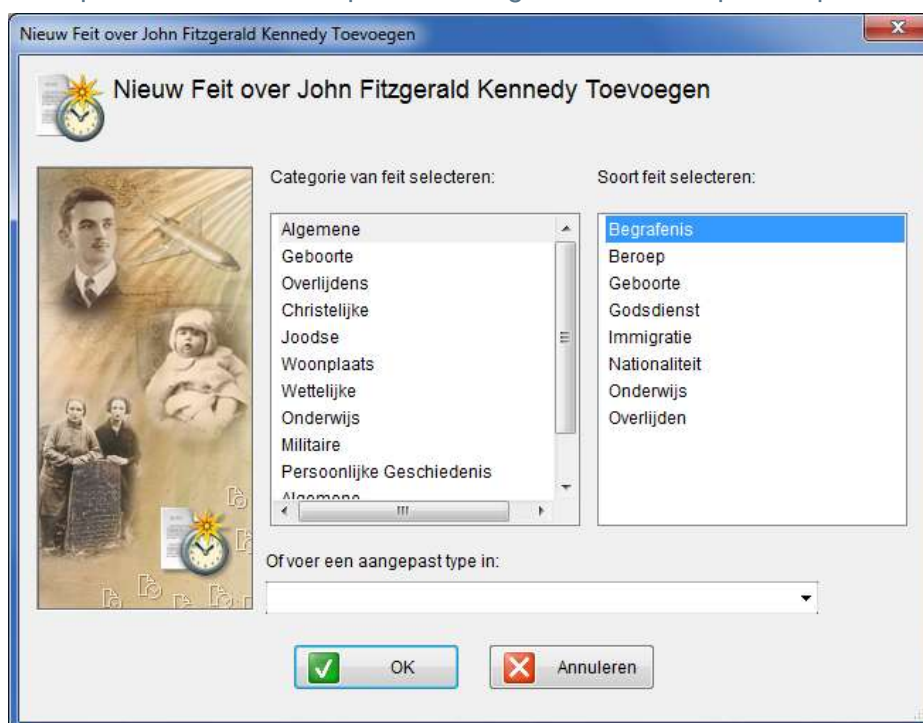 Nieuw Feit over John Fitzgerald Kennedy Toevoegen
Nieuw Feit over John Fitzgerald Kennedy Toevoegen
Categorie van feit selecteren:
Soort feit selecteren:
Algemene
Geboorte
Overlijdens
Christelijke
Joodse
Woonplaats
Wettelijke
Onderwijs
Militaire
Persoonlijke Geschiedenis
Algemene
Begrafenis
Beroep
Geboorte
Godsdienst
Immigratie
Nationaliteit
Onderwijs
Overlijden
Of voer een aangepast type in:
OK
Annuleren